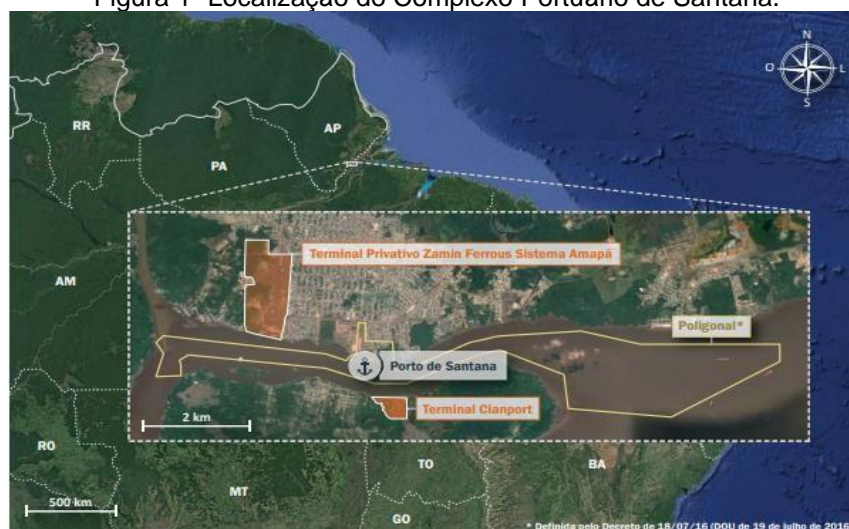 Figura 1- Localização do Complexo Portuário de Santana.
N
O
L
S
RR
AP
PA
Terminal Privativo Zamin Ferrous Sistema Amapá
AM
Poligonal*
Porto de Santana
Terminal Cianport
2 km
RO
MT
TO
BA
GO
500 km
* Definida pelo Decreto de 18/07/16 (DOU de 19 de julho de 2016